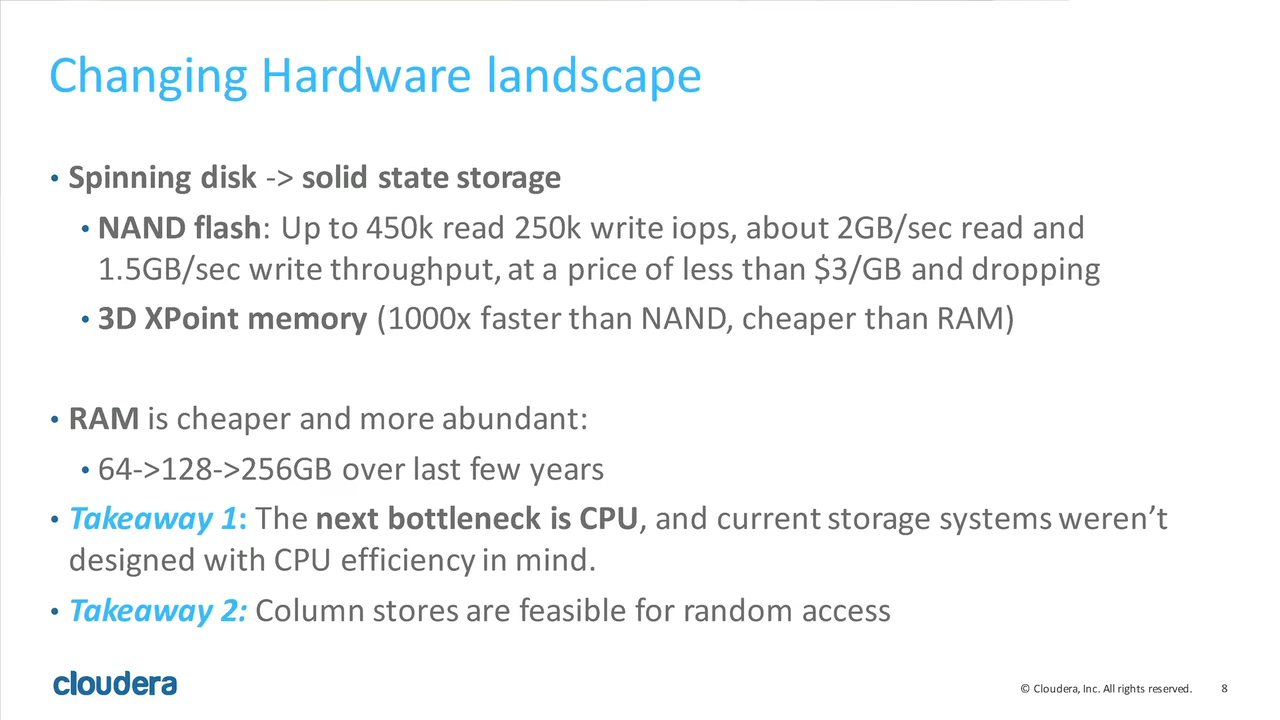 Changing Hardware landscape
• Spinning disk -> solid state storage
• NAND flash: Up to 450k read 250k write iops, about 2GB/sec read and
1.5GB/sec write throughput, at a price of less than $3/GB and dropping
• 3D XPoint memory (1000x faster than NAND, cheaper than RAM)
• RAM is cheaper and more abundant:
• 64->128->256GB over last few years
• Takeaway 1: The next bottleneck is CPU, and current storage systems weren’t
designed with CPU efficiency in mind.
• Takeaway 2: Column stores are feasible for random access
cloudera
© Cloudera, Inc. All rights reserved. 8